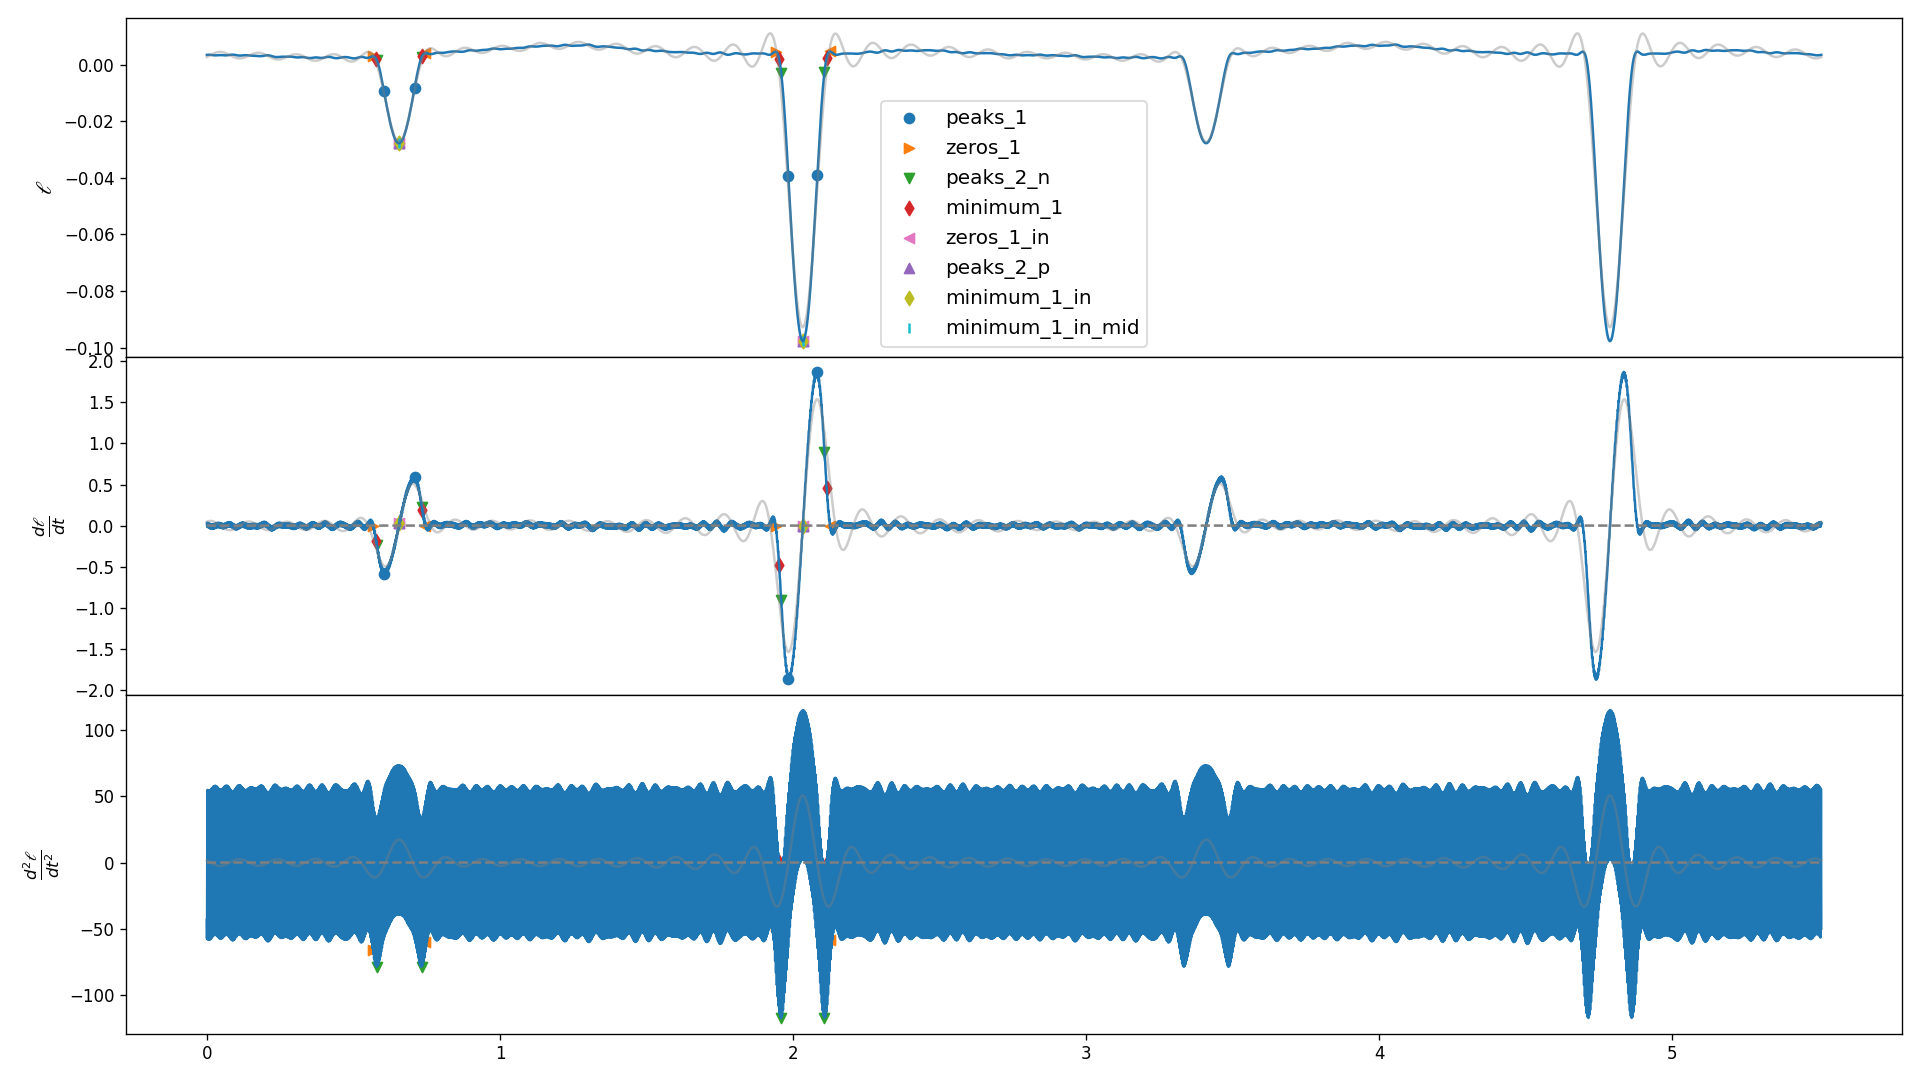 0.00
−0.02
−0.04
−0.06
−0.08
−0.10
ℓ
peaks_1
zeros_1
peaks_2_n
minimum_1
zeros_1_in
peaks_2_p
minimum_1_in
minimum_1_in_mid
2.0
1.5
1.0
0.5
0.0
−0.5
−1.0
−1.5
−2.0
dℓ
dt
100
50
0
−50
−100
d²ℓ
dt²
0 1 2 3 4 5